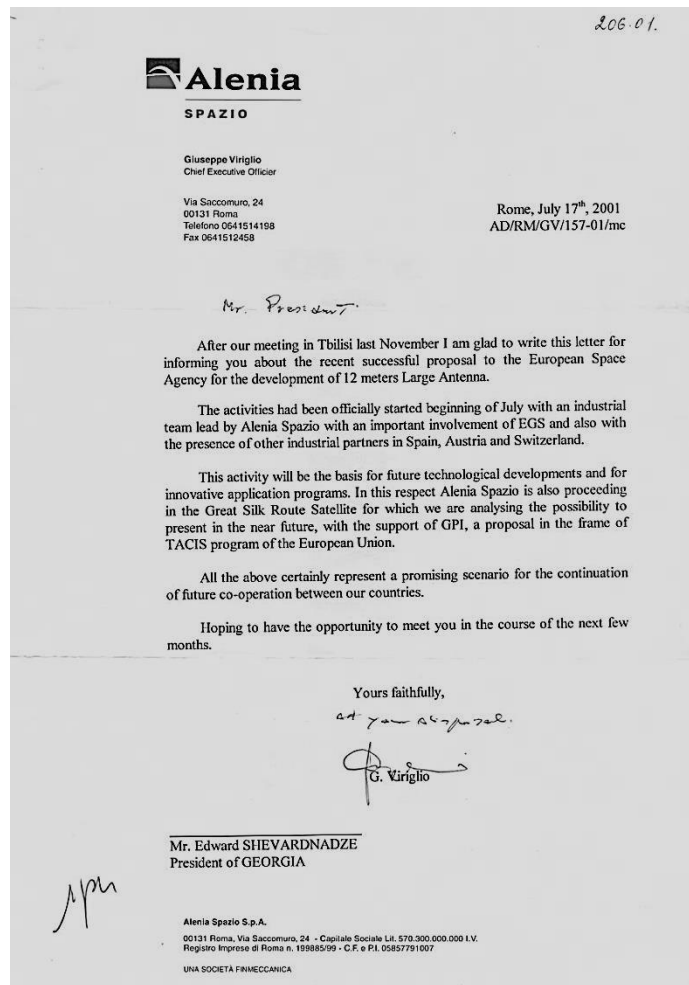 206.01.
Alenia
SPAZIO
Giuseppe Viriglio
Chief Executive Officier
Via Saccomuro, 24
00131 Roma
Telefono 0641514198
Fax 0641512458
Rome, July 17th, 2001
AD/RM/GV/157-01/mc
Mr. President.
After our meeting in Tbilisi last November I am glad to write this letter for
informing you about the recent successful proposal to the European Space
Agency for the development of 12 meters Large Antenna.
The activities had been officially started beginning of July with an industrial
team lead by Alenia Spazio with an important involvement of EGS and also with
the presence of other industrial partners in Spain, Austria and Switzerland.
This activity will be the basis for future technological developments and for
innovative application programs. In this respect Alenia Spazio is also proceeding
in the Great Silk Route Satellite for which we are analysing the possibility to
present in the near future, with the support of GPI, a proposal in the frame of
TACIS program of the European Union.
All the above certainly represent a promising scenario for the continuation
of future co-operation between our countries.
Hoping to have the opportunity to meet you in the course of the next few
months.
Yours faithfully,
at your disposal.
G. Viriglio
Mr. Edward SHEVARDNADZE
President of GEORGIA
Alenia Spazio S.p.A.
00131 Roma, Via Saccomuro, 24 - Capitale Sociale Lit. 570.300.000.000 I.V.
Registro Imprese di Roma n. 199885/99 - C.F. e P.I. 05857791007
UNA SOCIETÀ FINMECCANICA